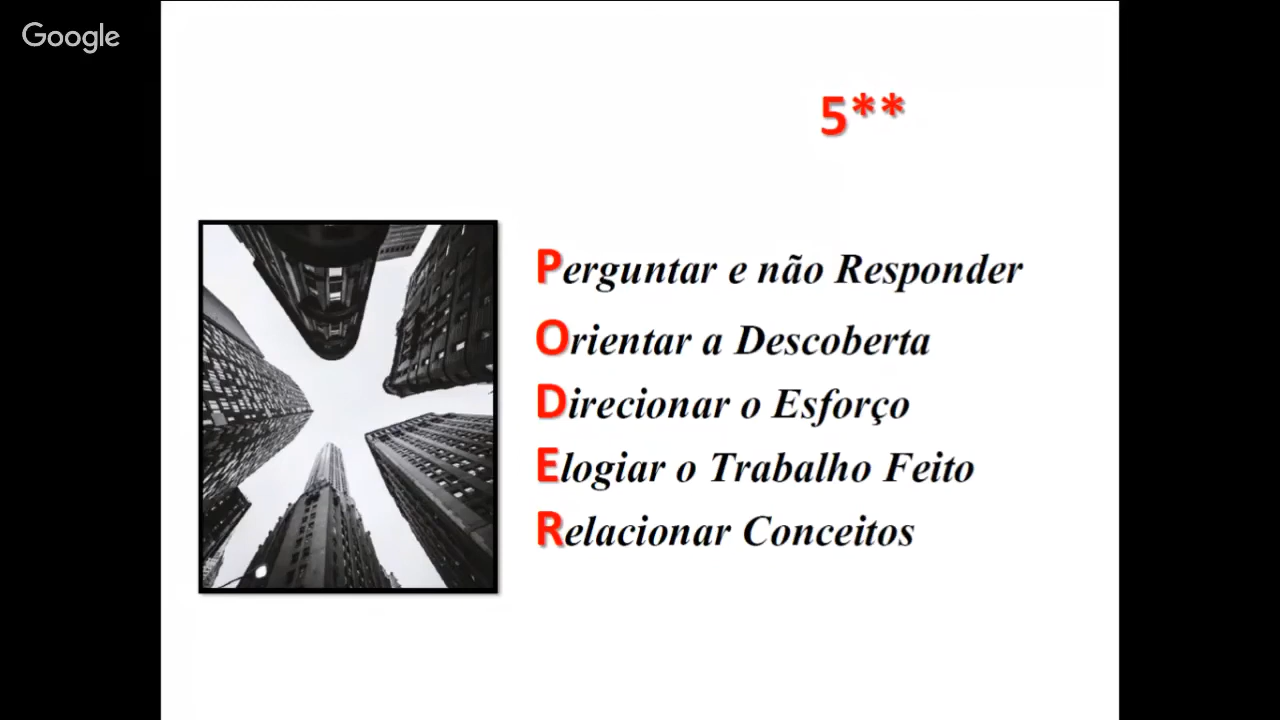 Google
5**
Perguntar e não Responder
Orientar a Descoberta
Direcionar o Esforço
Elogiar o Trabalho Feito
Relacionar Conceitos